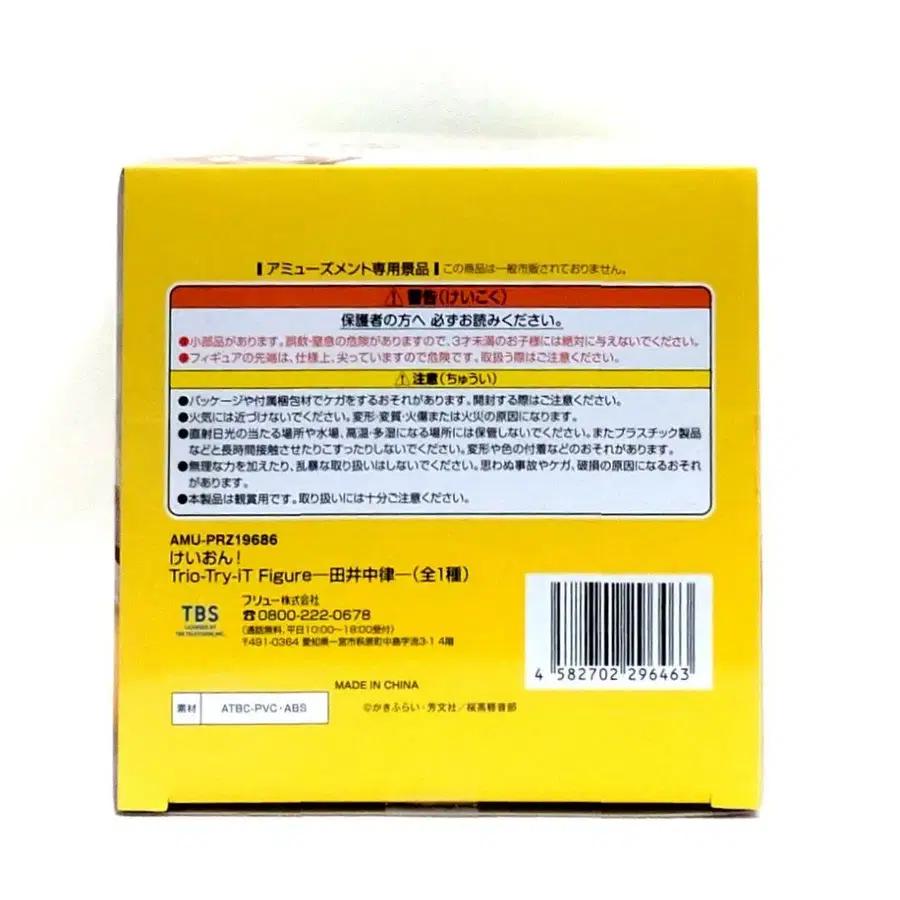 アミューズメント専用景品 この商品は一般市販されておりません。
⚠警告(けいこく)
保護者の方へ 必ずお読みください。
●小部品があります。誤飲・窒息の危険がありますので、3才未満のお子様には絶対に与えないでください。
●フィギュアの先端は、仕様上、尖っていますので危険です。取扱う際はご注意ください。
⚠注意(ちゅうい)
●パッケージや付属梱包材でケガをするおそれがあります。開封する際はご注意ください。
●火気には近づけないでください。変形・変質・火傷または火災の原因になります。
●直射日光の当たる場所や水場、高温・多湿になる場所には保管しないでください。またプラスチック製品
などと長時間接触させたりこすったりしないでください。変形や色の付着などのおそれがあります。
●無理な力を加えたり、乱暴な取り扱いはしないでください。思わぬ事故やケガ、破損の原因になるおそれ
があります。
●本製品は観賞用です。取り扱いには十分ご注意ください。
AMU-PRZ19686
けいおん!
Trio-Try-iT Figure―田井中律―(全1種)
TBS
LICENSED BY
TBS TELEVISION, INC.
フリュー株式会社
☎0800-222-0678
(通話無料、平日10:00~18:00受付)
〒491-0364 愛知県一宮市萩原町中島字流3-1 4階
4 582702 296463
MADE IN CHINA
素材 ATBC-PVC・ABS
©かきふらい・芳文社/桜高軽音部